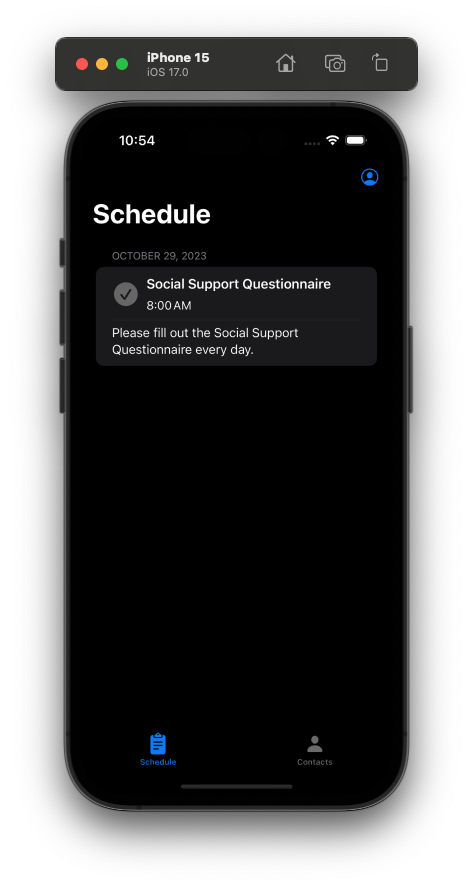 iPhone 15
iOS 17.0
10:54
Schedule
OCTOBER 29, 2023
Social Support Questionnaire
8:00 AM
Please fill out the Social Support
Questionnaire every day.
Schedule
Contacts